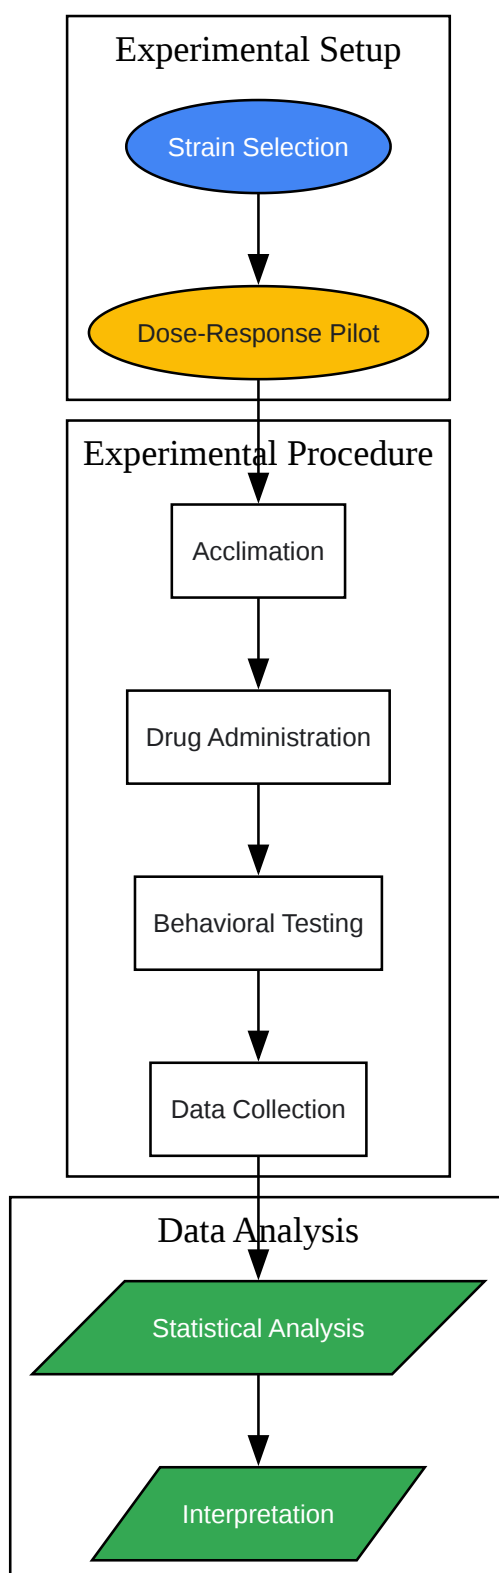 Experimental Setup
Strain Selection
Dose-Response Pilot
Experimental Procedure
Acclimation
Drug Administration
Behavioral Testing
Data Collection
Data Analysis
Statistical Analysis
Interpretation